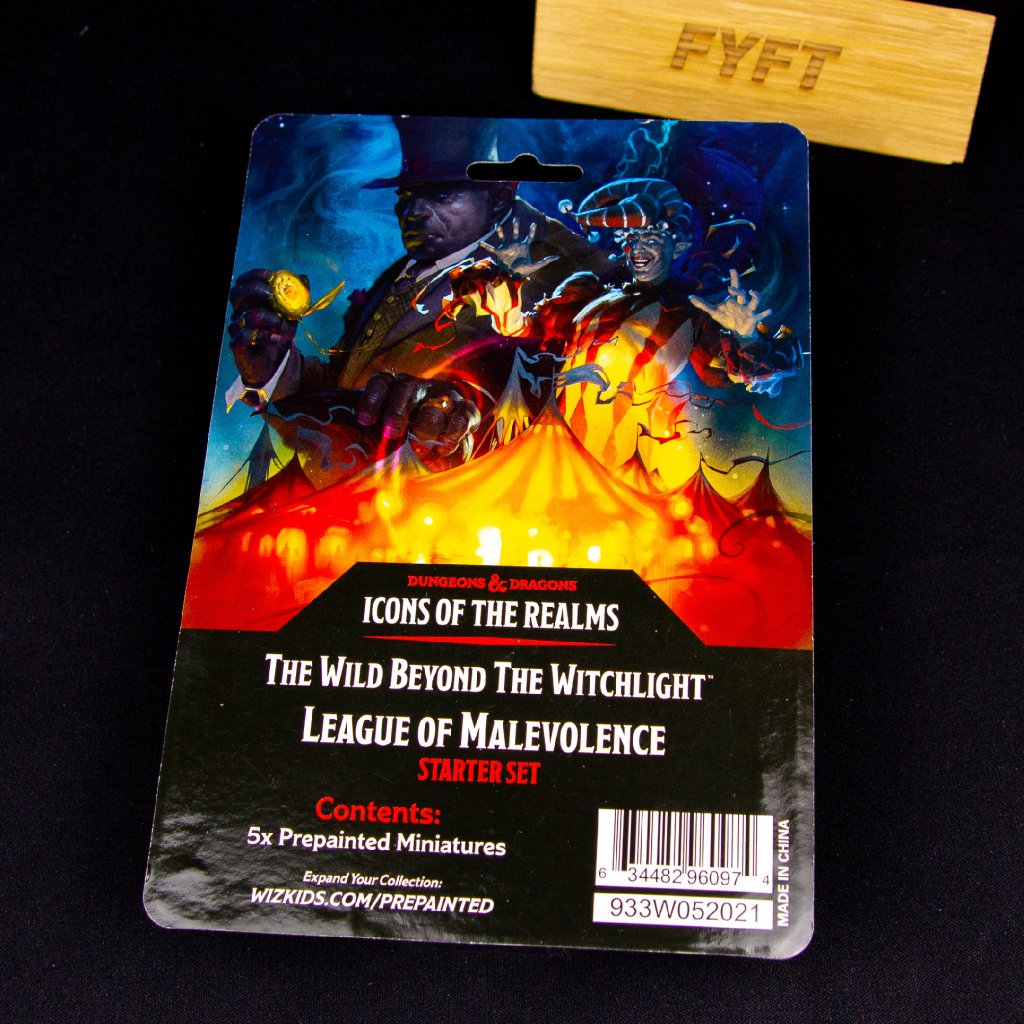 FYFT
DUNGEONS & DRAGONS
ICONS OF THE REALMS
THE WILD BEYOND THE WITCHLIGHT™
LEAGUE OF MALEVOLENCE
STARTER SET
Contents:
5x Prepainted Miniatures
Expand Your Collection:
WIZKIDS.COM/PREPAINTED
6 34482 96097 4
933W052021
MADE IN CHINA